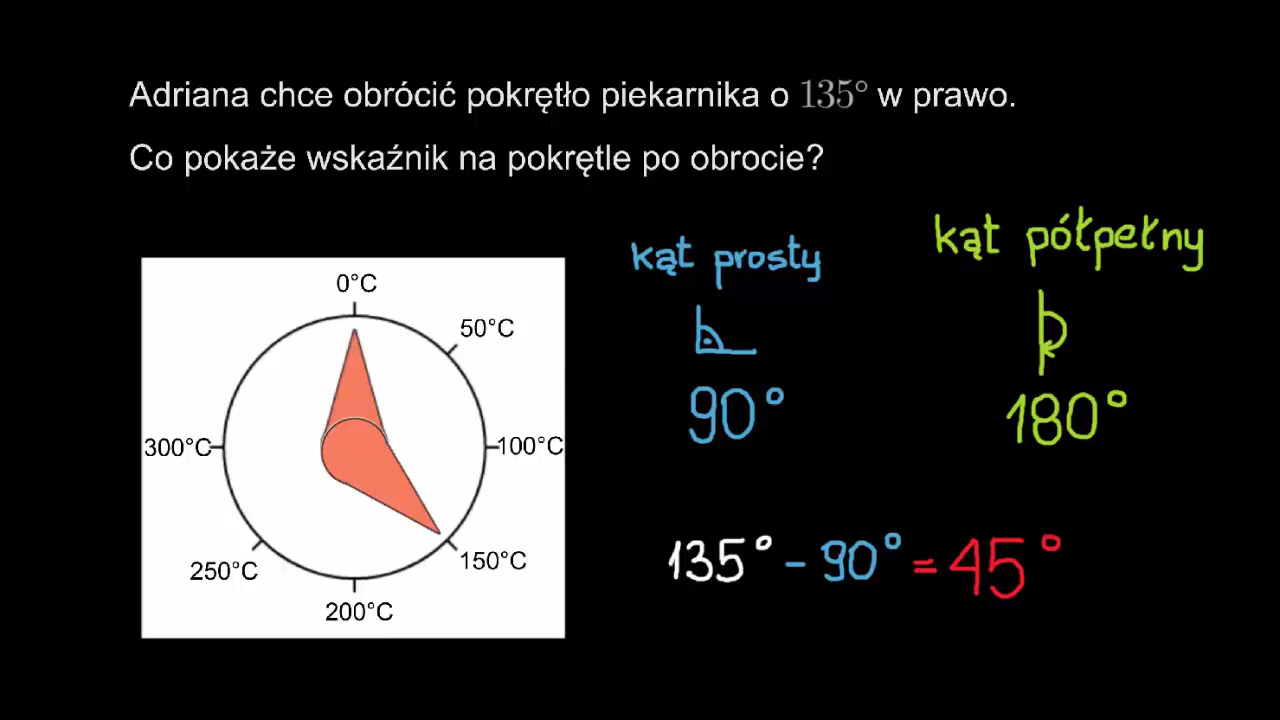 Adriana chce obrócić pokrętło piekarnika o 135° w prawo.
Co pokaże wskaźnik na pokrętle po obrocie?
kąt prosty
90°
kąt półpełny
180°
0°C
50°C
300°C
100°C
250°C
150°C
200°C
135° - 90° = 45°